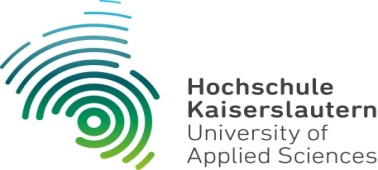 Hochschule
Kaiserslautern
University of
Applied Sciences